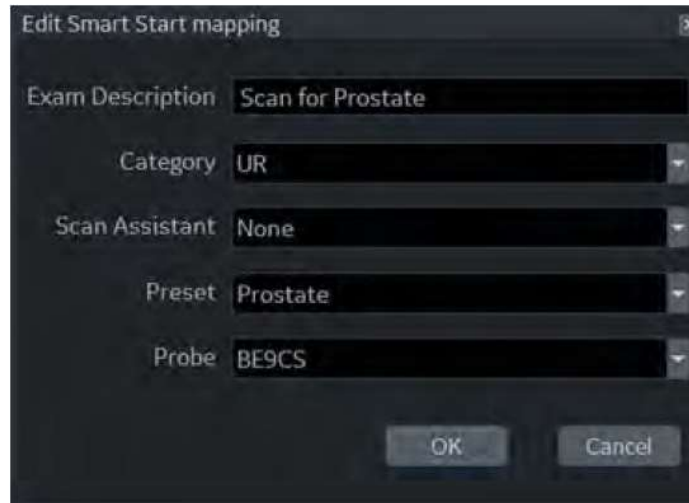 Edit Smart Start mapping
Exam Description Scan for Prostate
Category UR
Scan Assistant None
Preset Prostate
Probe BE9CS
OK Cancel